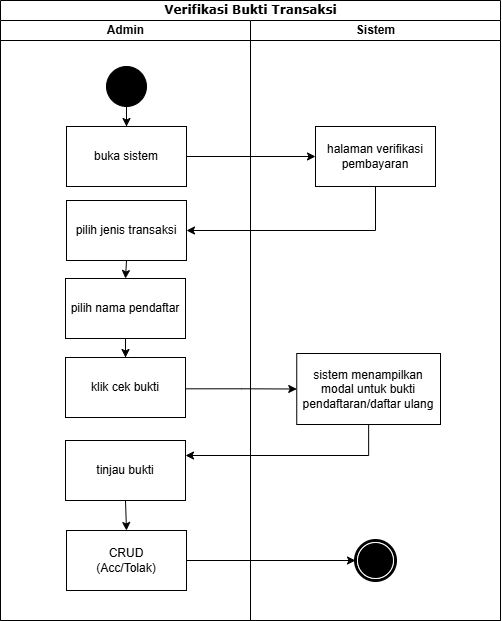 Verifikasi Bukti Transaksi
Admin
Sistem
buka sistem
halaman verifikasi
pembayaran
pilih jenis transaksi
pilih nama pendaftar
klik cek bukti
sistem menampilkan
modal untuk bukti
pendaftaran/daftar ulang
tinjau bukti
CRUD
(Acc/Tolak)